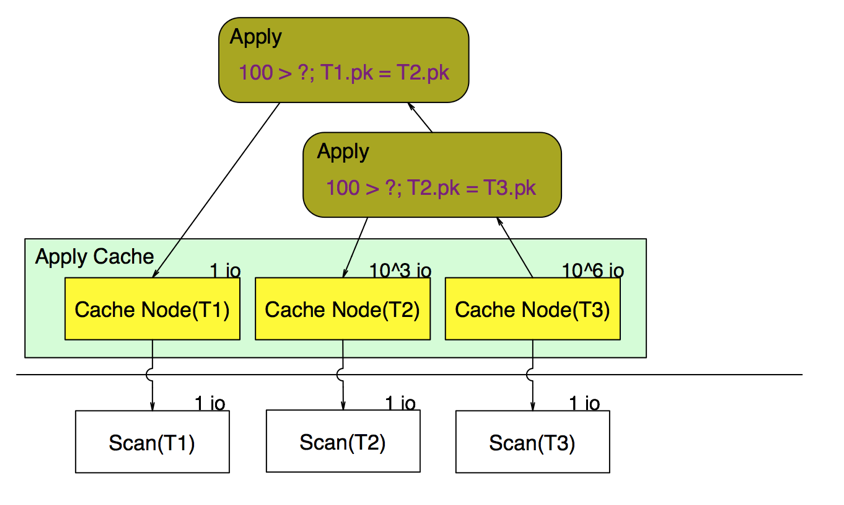 Apply
100 > ?; T1.pk = T2.pk
Apply
100 > ?; T2.pk = T3.pk
Apply Cache
1 io
10^3 io
10^6 io
Cache Node(T1)
Cache Node(T2)
Cache Node(T3)
1 io
1 io
1 io
Scan(T1)
Scan(T2)
Scan(T3)